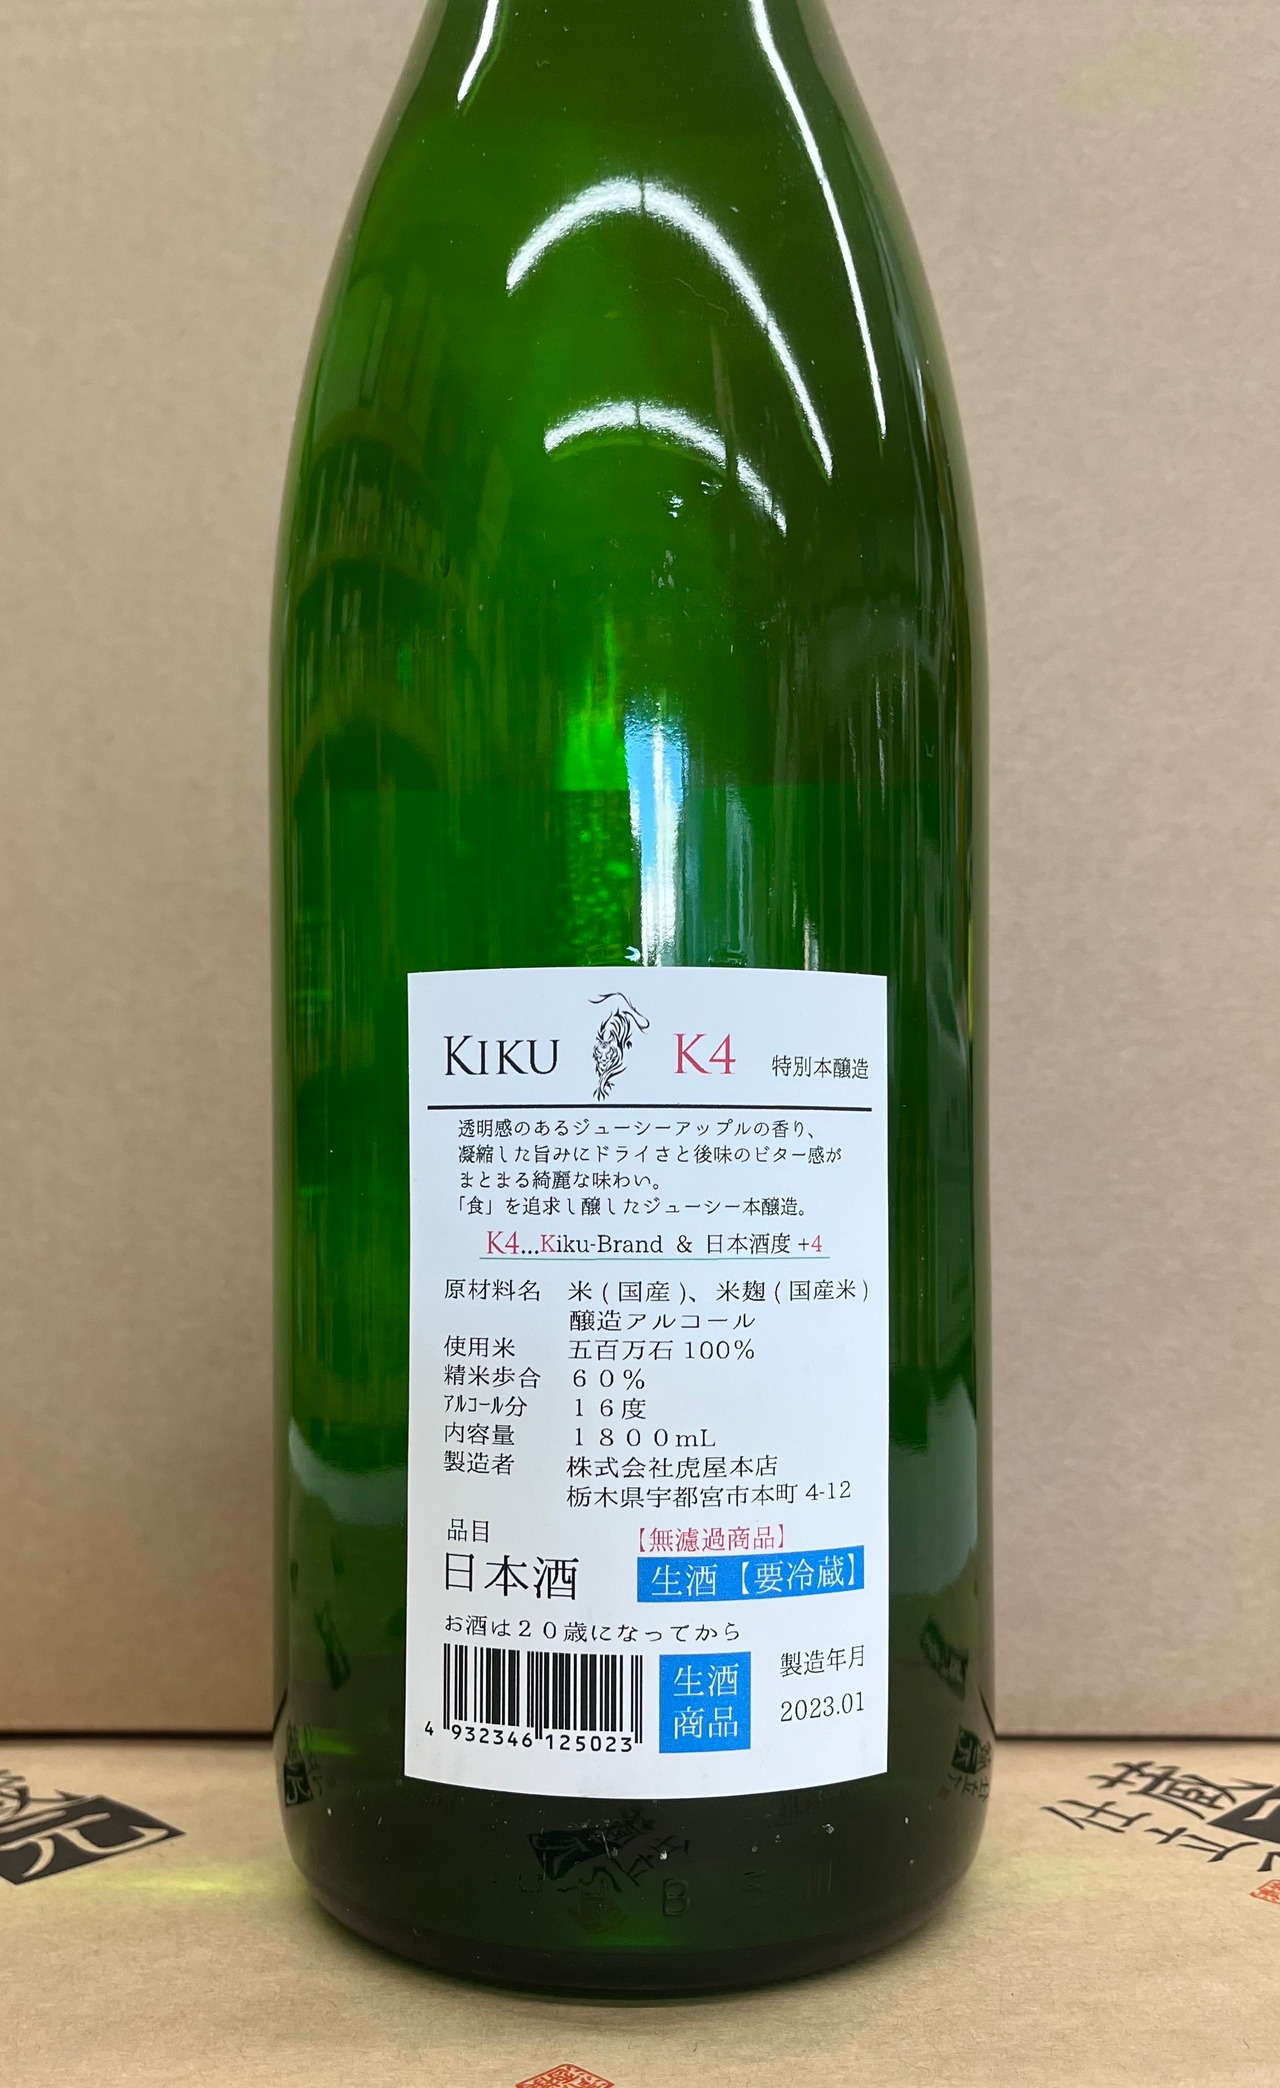 KIKU K4 特別本醸造
透明感のあるジューシーアップルの香り、
凝縮した旨みにドライさと後味のビター感が
まとまる綺麗な味わい。
「食」を追求し醸したジューシー本醸造。
K4...Kiku-Brand & 日本酒度+4
原材料名 米(国産)、米麹(国産米)
醸造アルコール
使用米 五百万石100%
精米歩合 60%
アルコール分 16度
内容量 1800mL
製造者 株式会社虎屋本店
栃木県宇都宮市本町4-12
品目 【無濾過商品】
日本酒 生酒【要冷蔵】
お酒は20歳になってから
生酒
商品
製造年月
2023.01
4 932346 125023
蔵元
仕立
蔵
B